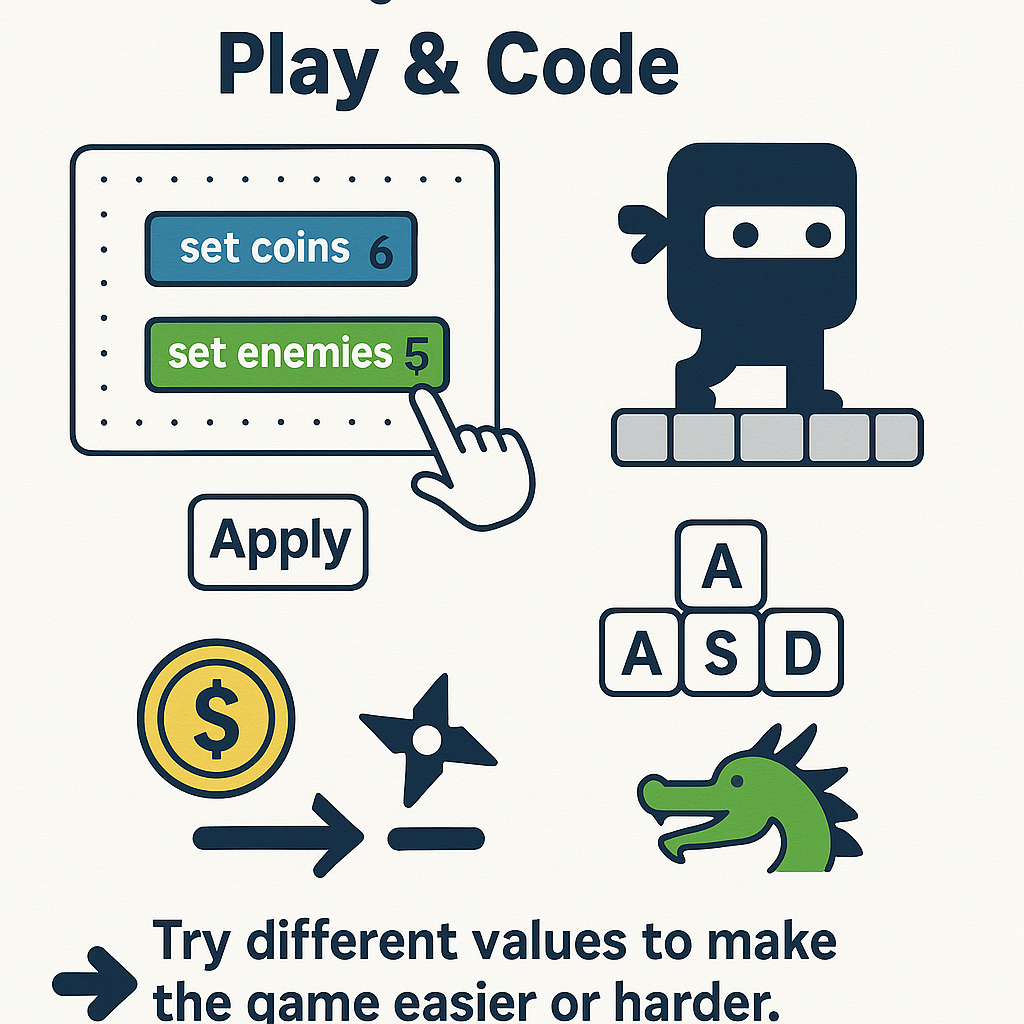 Play & Code
set coins 6
set enemies 5
Apply
A
A S D
$
Try different values to make
the game easier or harder.